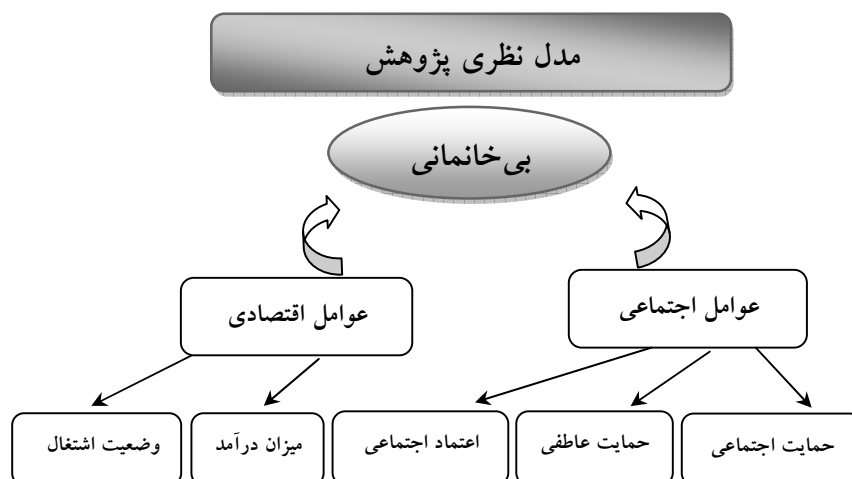 مدل نظری پژوهش
بی‌خانمانی
عوامل اجتماعی
عوامل اقتصادی
حمایت اجتماعی
حمایت عاطفی
اعتماد اجتماعی
میزان درآمد
وضعیت اشتغال